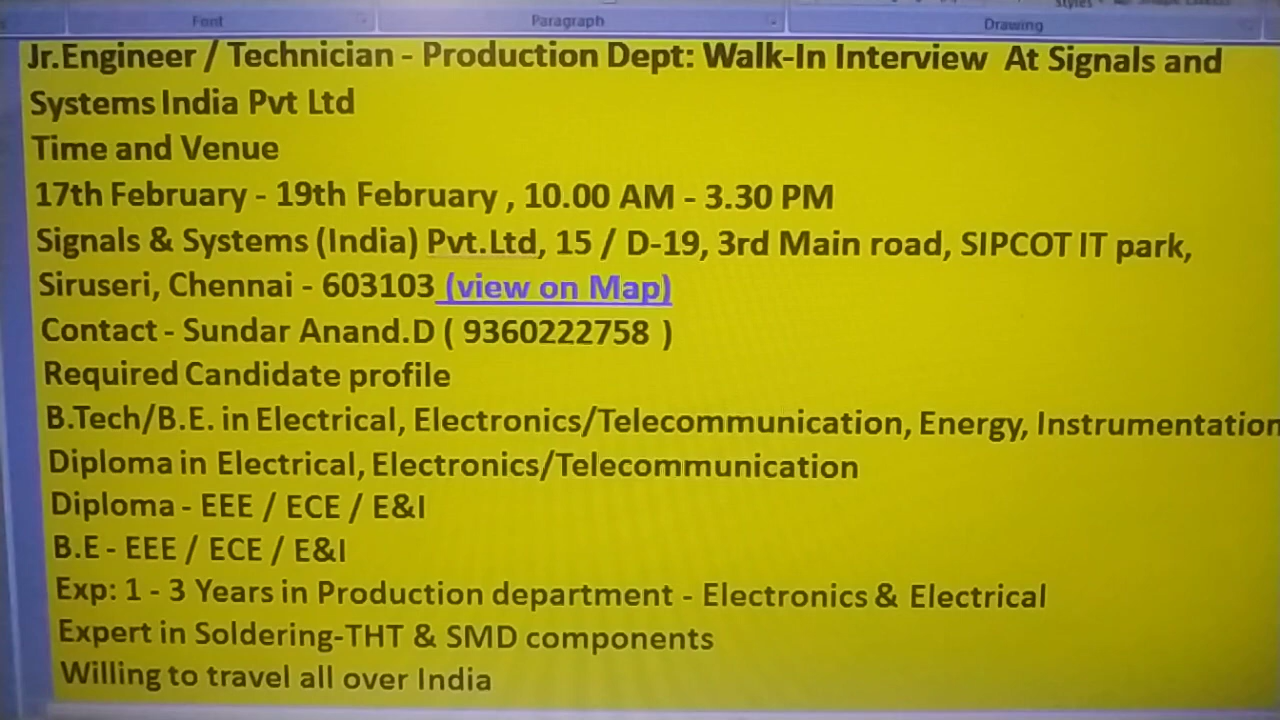 Font Paragraph Drawing
Jr.Engineer / Technician - Production Dept: Walk-In Interview At Signals and
Systems India Pvt Ltd
Time and Venue
17th February - 19th February , 10.00 AM - 3.30 PM
Signals & Systems (India) Pvt.Ltd, 15 / D-19, 3rd Main road, SIPCOT IT park,
Siruseri, Chennai - 603103 (view on Map)
Contact - Sundar Anand.D ( 9360222758 )
Required Candidate profile
B.Tech/B.E. in Electrical, Electronics/Telecommunication, Energy, Instrumentation
Diploma in Electrical, Electronics/Telecommunication
Diploma - EEE / ECE / E&I
B.E - EEE / ECE / E&I
Exp: 1 - 3 Years in Production department - Electronics & Electrical
Expert in Soldering-THT & SMD components
Willing to travel all over India